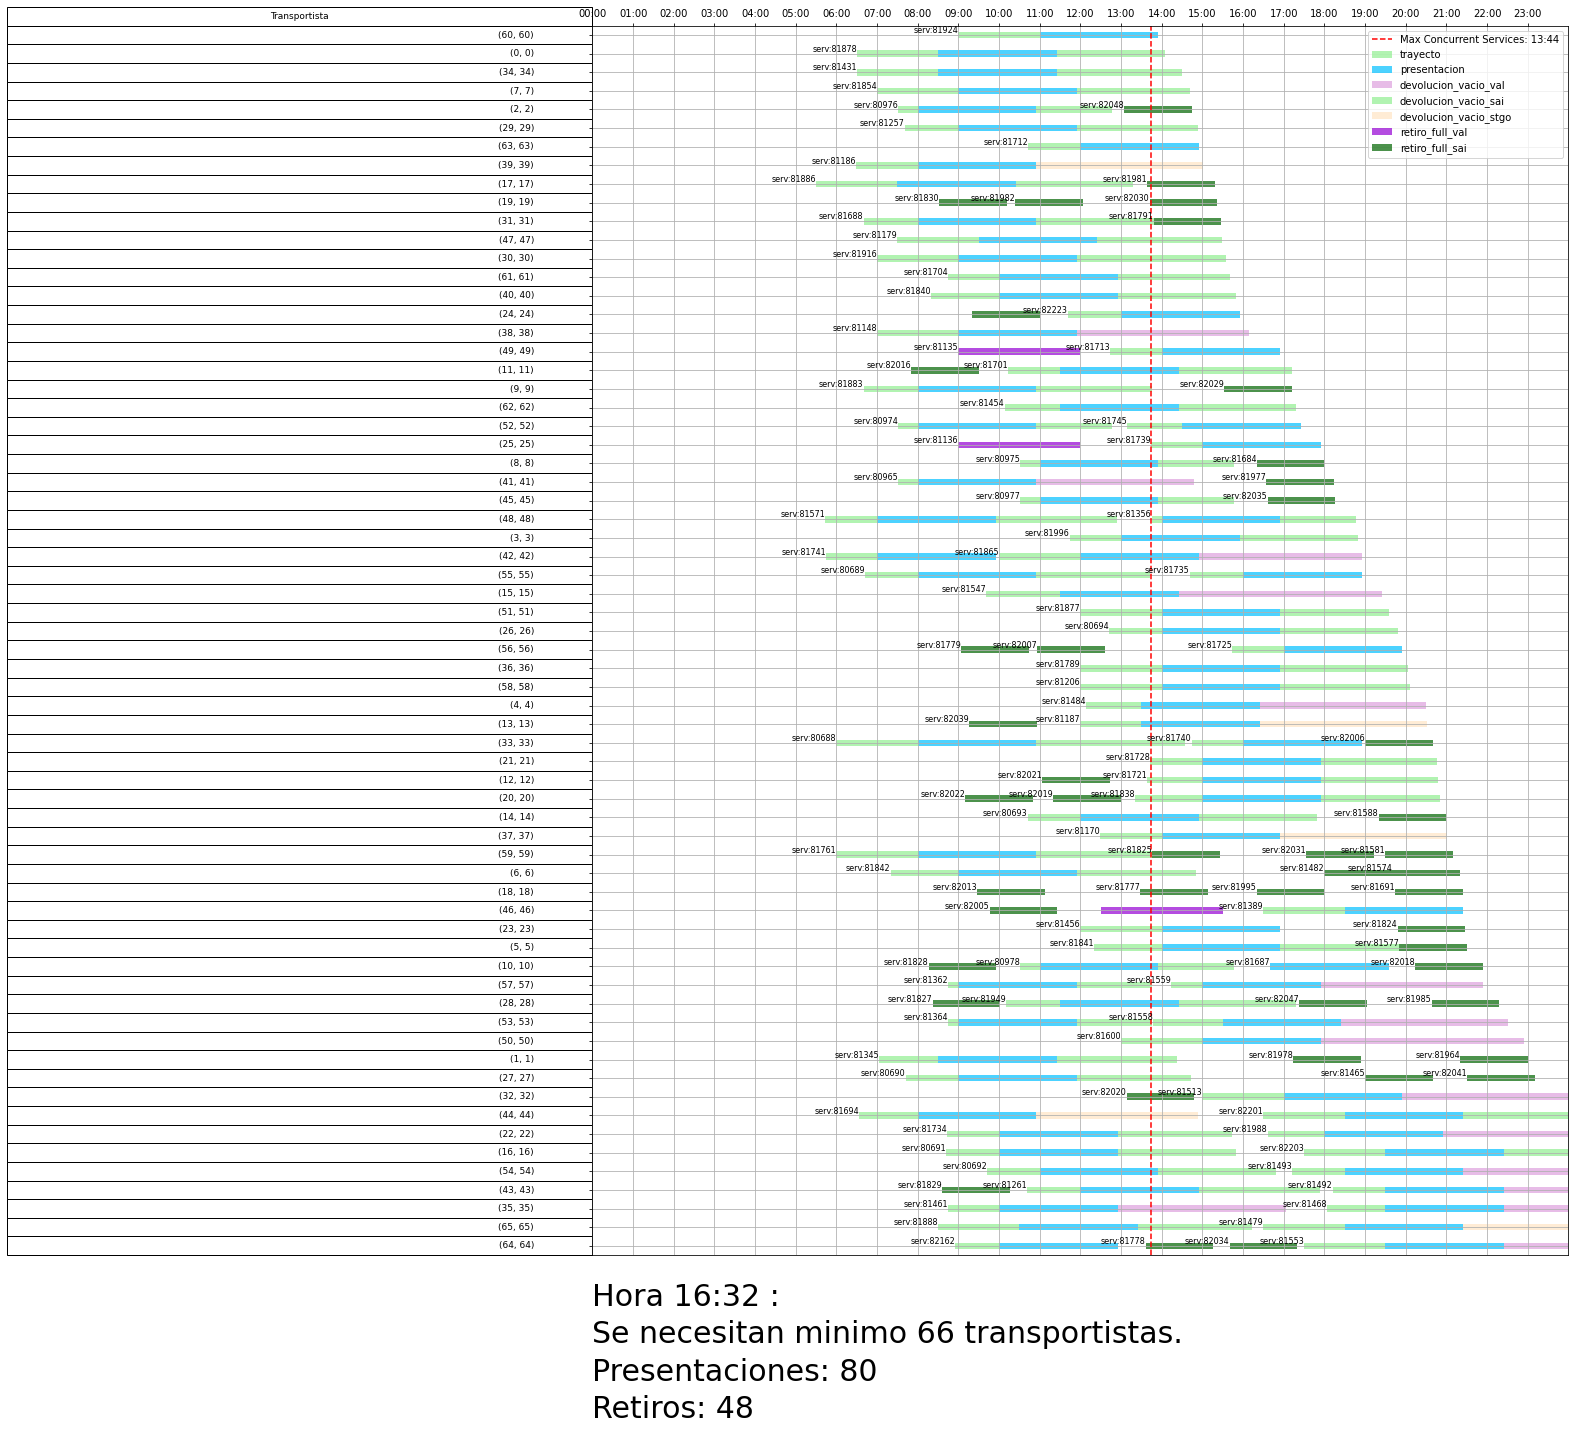 Transportista
00:00 01:00 02:00 03:00 04:00 05:00 06:00 07:00 08:00 09:00 10:00 11:00 12:00 13:00 14:00 15:00 16:00 17:00 18:00 19:00 20:00 21:00 22:00 23:00
Max Concurrent Services: 13:44
trayecto
presentacion
devolucion_vacio_val
devolucion_vacio_sai
devolucion_vacio_stgo
retiro_full_val
retiro_full_sai
(60, 60) serv:81924
(0, 0) serv:81878
(34, 34) serv:81431
(7, 7) serv:81854
(2, 2) serv:80976 serv:82048
(29, 29) serv:81257
(63, 63) serv:81712
(39, 39) serv:81186
(17, 17) serv:81886 serv:81981
(19, 19) serv:81830 serv:81982 serv:82030
(31, 31) serv:81688 serv:81791
(47, 47) serv:81179
(30, 30) serv:81916
(61, 61) serv:81704
(40, 40) serv:81840
(24, 24) serv:82223
(38, 38) serv:81148
(49, 49) serv:81135 serv:81713
(11, 11) serv:82016 serv:81701
(9, 9) serv:81883 serv:82029
(62, 62) serv:81454
(52, 52) serv:80974 serv:81745
(25, 25) serv:81136 serv:81739
(8, 8) serv:80975 serv:81684
(41, 41) serv:80965 serv:81977
(45, 45) serv:80977 serv:82035
(48, 48) serv:81571 serv:81356
(3, 3) serv:81996
(42, 42) serv:81741 serv:81865
(55, 55) serv:80689 serv:81735
(15, 15) serv:81547
(51, 51) serv:81877
(26, 26) serv:80694
(56, 56) serv:81779 serv:82007 serv:81725
(36, 36) serv:81789
(58, 58) serv:81206
(4, 4) serv:81484
(13, 13) serv:82039 serv:81187
(33, 33) serv:80688 serv:81740 serv:82006
(21, 21) serv:81728
(12, 12) serv:82021 serv:81721
(20, 20) serv:82022 serv:82019 serv:81838
(14, 14) serv:80693 serv:81588
(37, 37) serv:81170
(59, 59) serv:81761 serv:81825 serv:82031 serv:81581
(6, 6) serv:81842 serv:81482 serv:81574
(18, 18) serv:82013 serv:81777 serv:81995 serv:81691
(46, 46) serv:82005 serv:81389
(23, 23) serv:81456 serv:81824
(5, 5) serv:81841 serv:81577
(10, 10) serv:81828 serv:80978 serv:81687 serv:82018
(57, 57) serv:81362 serv:81559
(28, 28) serv:81827 serv:81949 serv:82047 serv:81985
(53, 53) serv:81364 serv:81558
(50, 50) serv:81600
(1, 1) serv:81345 serv:81978 serv:81964
(27, 27) serv:80690 serv:81465 serv:82041
(32, 32) serv:82020 serv:81513
(44, 44) serv:81694 serv:82201
(22, 22) serv:81734 serv:81988
(16, 16) serv:80691 serv:82203
(54, 54) serv:80692 serv:81493
(43, 43) serv:81829 serv:81261 serv:81492
(35, 35) serv:81461 serv:81468
(65, 65) serv:81888 serv:81479
(64, 64) serv:82162 serv:81778 serv:82034 serv:81553
Hora 16:32 :
Se necesitan minimo 66 transportistas.
Presentaciones: 80
Retiros: 48